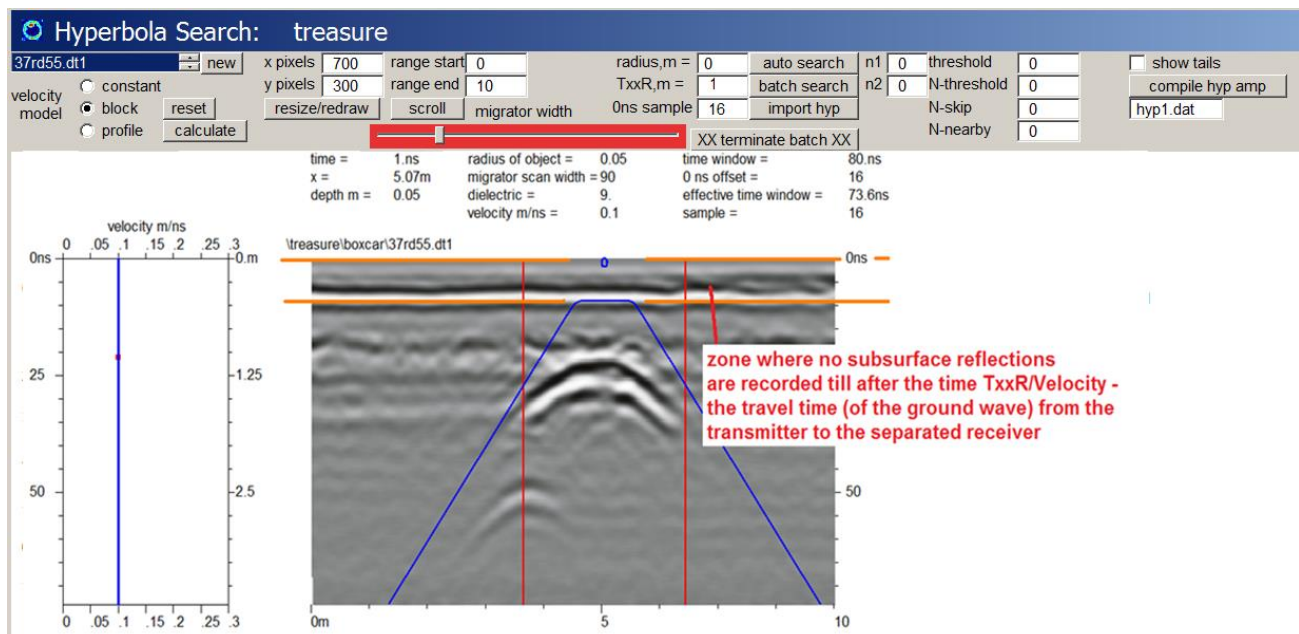 Hyperbola Search: treasure
37rd55.dt1 new x pixels 700 range start 0 radius,m = 0 auto search n1 0 threshold 0 show tails
constant y pixels 300 range end 10 TxxR,m = 1 batch search n2 0 N-threshold 0 compile hyp amp
velocity model block reset resize/redraw scroll migrator width 0ns sample 16 import hyp N-skip 0 hyp1.dat
profile calculate XX terminate batch XX N-nearby 0
time = 1.ns radius of object = 0.05 time window = 80.ns
x = 5.07m migrator scan width = 90 0 ns offset = 16
depth m = 0.05 dielectric = 9. effective time window = 73.6ns
velocity m/ns = 0.1 sample = 16
velocity m/ns
0 .05 .1 .15 .2 .25 .3
\treasure\boxcar\37rd55.dt1
0ns 0.m 0ns
zone where no subsurface reflections
are recorded till after the time TxxR/Velocity -
the travel time (of the ground wave) from the
transmitter to the separated receiver
25 1.25
50 2.5 50
0 .05 .1 .15 .2 .25 .3
0m 5 10